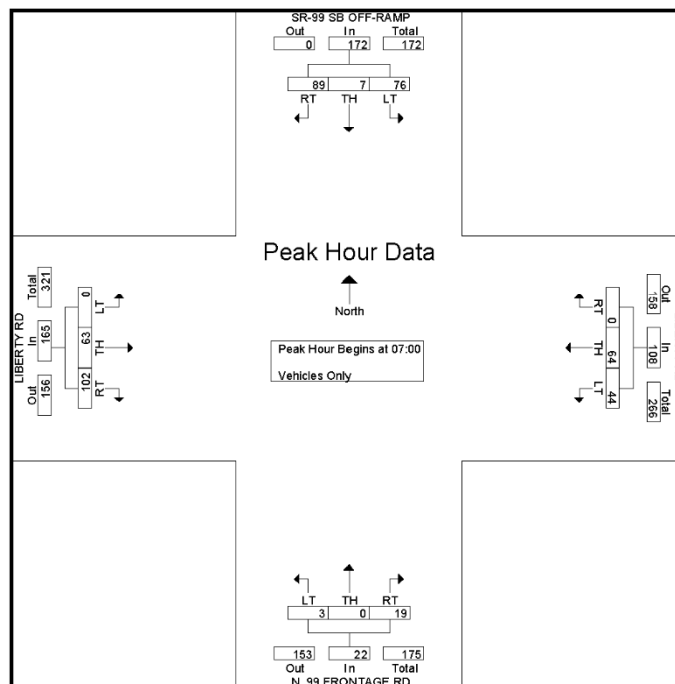 SR-99 SB OFF-RAMP
Out In Total
0 172 172
89 7 76
RT TH LT
Peak Hour Data
North
Peak Hour Begins at 07:00
Vehicles Only
LIBERTY RD
Out In Total
156 165 321
102 63 0
RT TH LT
Out In Total
158 108 266
RT TH LT
0 64 44
LT TH RT
3 0 19
153 22 175
Out In Total
N. 99 FRONTAGE RD